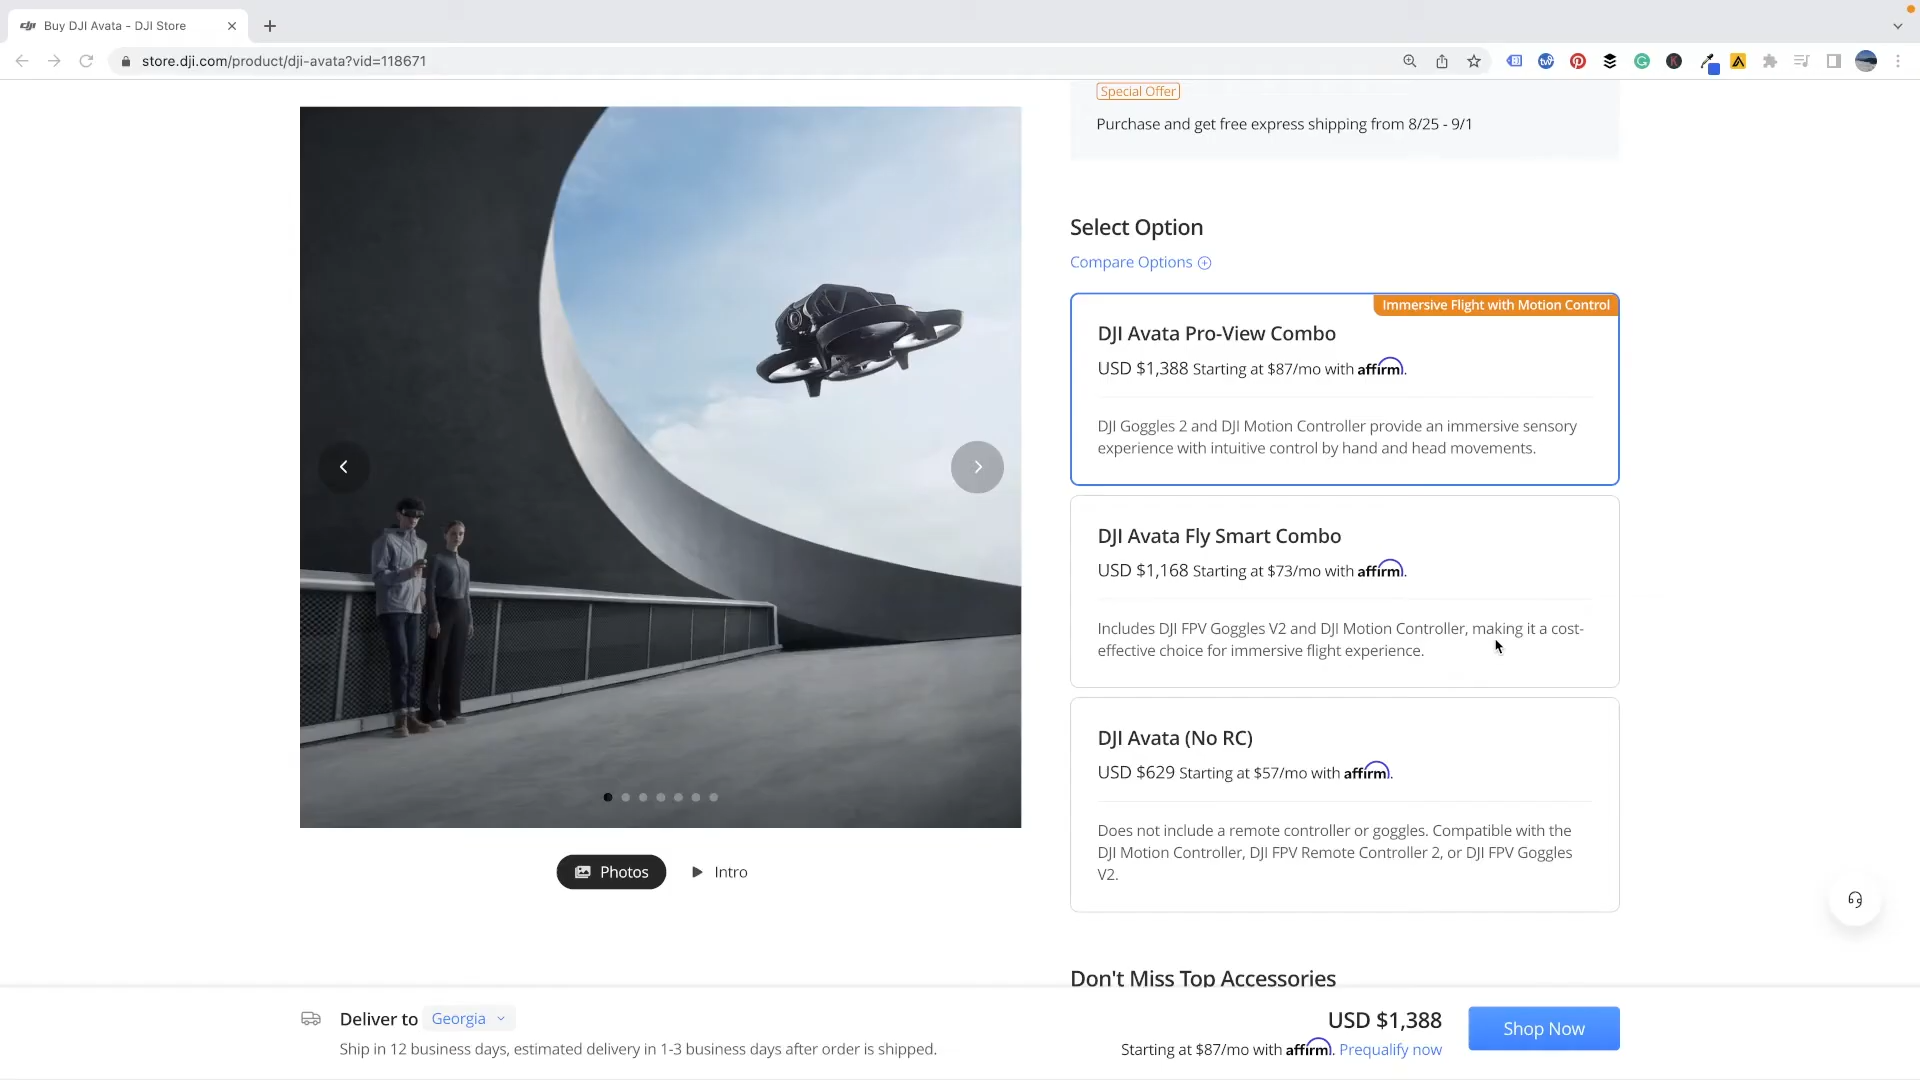 Buy DJI Avata - DJI Store
store.dji.com/product/dji-avata?vid=118671
Special Offer
Purchase and get free express shipping from 8/25 - 9/1
Select Option
Compare Options
Immersive Flight with Motion Control
DJI Avata Pro-View Combo
USD $1,388 Starting at $87/mo with affirm.
DJI Goggles 2 and DJI Motion Controller provide an immersive sensory
experience with intuitive control by hand and head movements.
DJI Avata Fly Smart Combo
USD $1,168 Starting at $73/mo with affirm.
Includes DJI FPV Goggles V2 and DJI Motion Controller, making it a cost-
effective choice for immersive flight experience.
DJI Avata (No RC)
USD $629 Starting at $57/mo with affirm.
Does not include a remote controller or goggles. Compatible with the
DJI Motion Controller, DJI FPV Remote Controller 2, or DJI FPV Goggles
V2.
Photos
Intro
Don't Miss Top Accessories
Deliver to Georgia
Ship in 12 business days, estimated delivery in 1-3 business days after order is shipped.
USD $1,388
Starting at $87/mo with affirm. Prequalify now
Shop Now